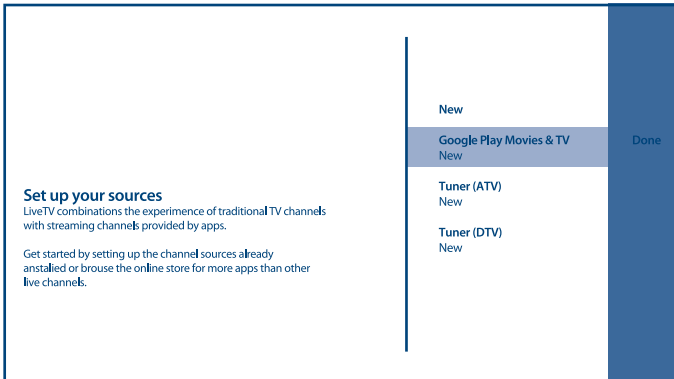 Set up your sources
LiveTV combinations the experimence of traditional TV channels
with streaming channels provided by apps.
Get started by setting up the channel sources already
anstalied or brouse the online store for more apps than other
live channels.
New
Google Play Movies & TV
New
Tuner (ATV)
New
Tuner (DTV)
New
Done